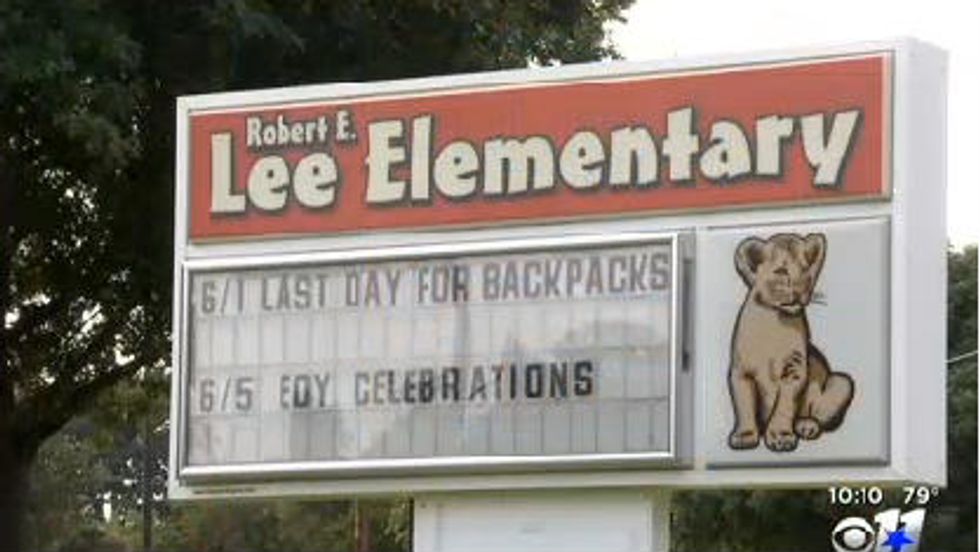 Robert E.
Lee Elementary
6/1 LAST DAY FOR BACKPACKS
6/5 EOY CELEBRATIONS
10:10 79°
11